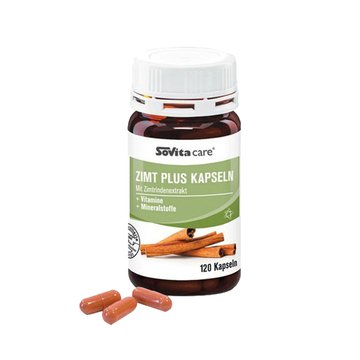 SoVita care®
ZIMT PLUS KAPSELN
Mit Zimtrindenextrakt
+ Vitamine
+ Mineralstoffe
120 Kapseln